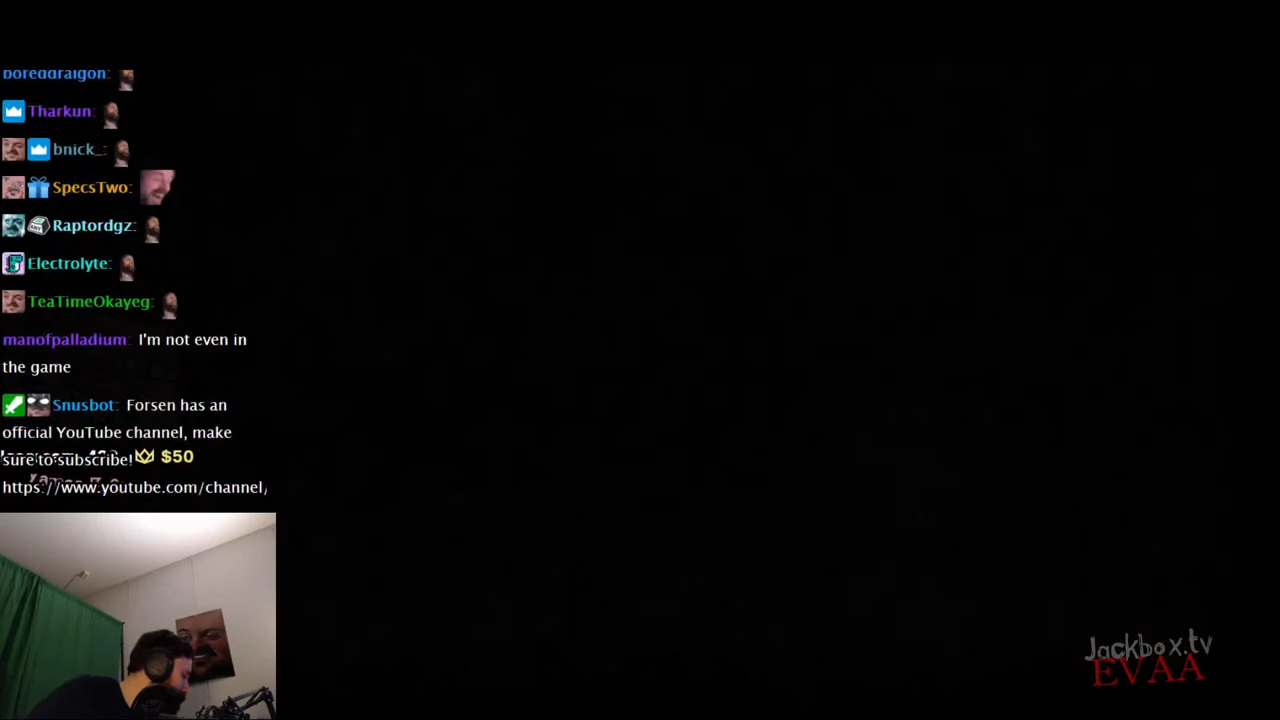 boreddraigon:
Tharkun:
bnick_:
SpecsTwo:
Raptordgz:
Electrolyte:
TeaTimeOkayeg:
manofpalladium: I'm not even in
the game
Snusbot: Forsen has an
official YouTube channel, make
sure to subscribe! $50
https://www.youtube.com/channel/
Jackbox.tv
EVAA